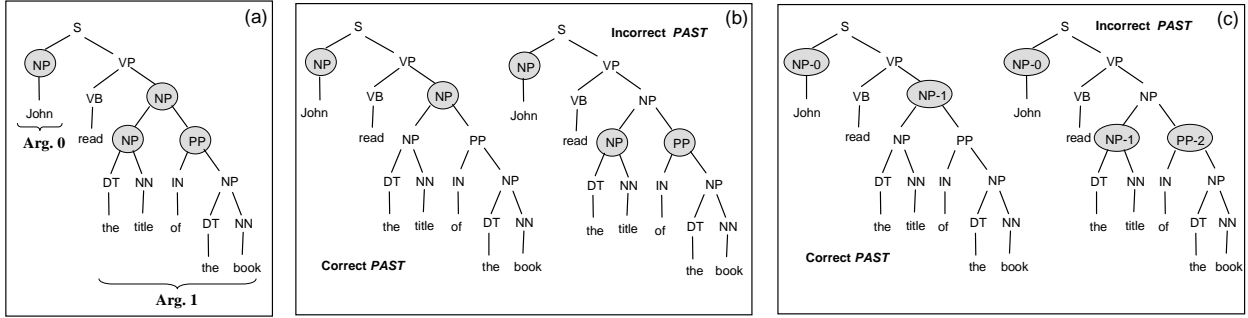 (a)
S
NP VP
John VB NP
Arg. 0 read NP PP
DT NN IN NP
the title of DT NN
the book
Arg. 1
(b)
Incorrect PAST
S S
NP VP NP VP
John VB NP John VB NP
read NP PP read NP PP
DT NN IN NP DT NN IN NP
the title of DT NN the title of DT NN
Correct PAST the book the book
(c)
Incorrect PAST
S S
NP-0 VP NP-0 VP
John VB NP-1 John VB NP
read NP PP read NP-1 PP-2
DT NN IN NP DT NN IN NP
the title of DT NN the title of DT NN
Correct PAST the book the book